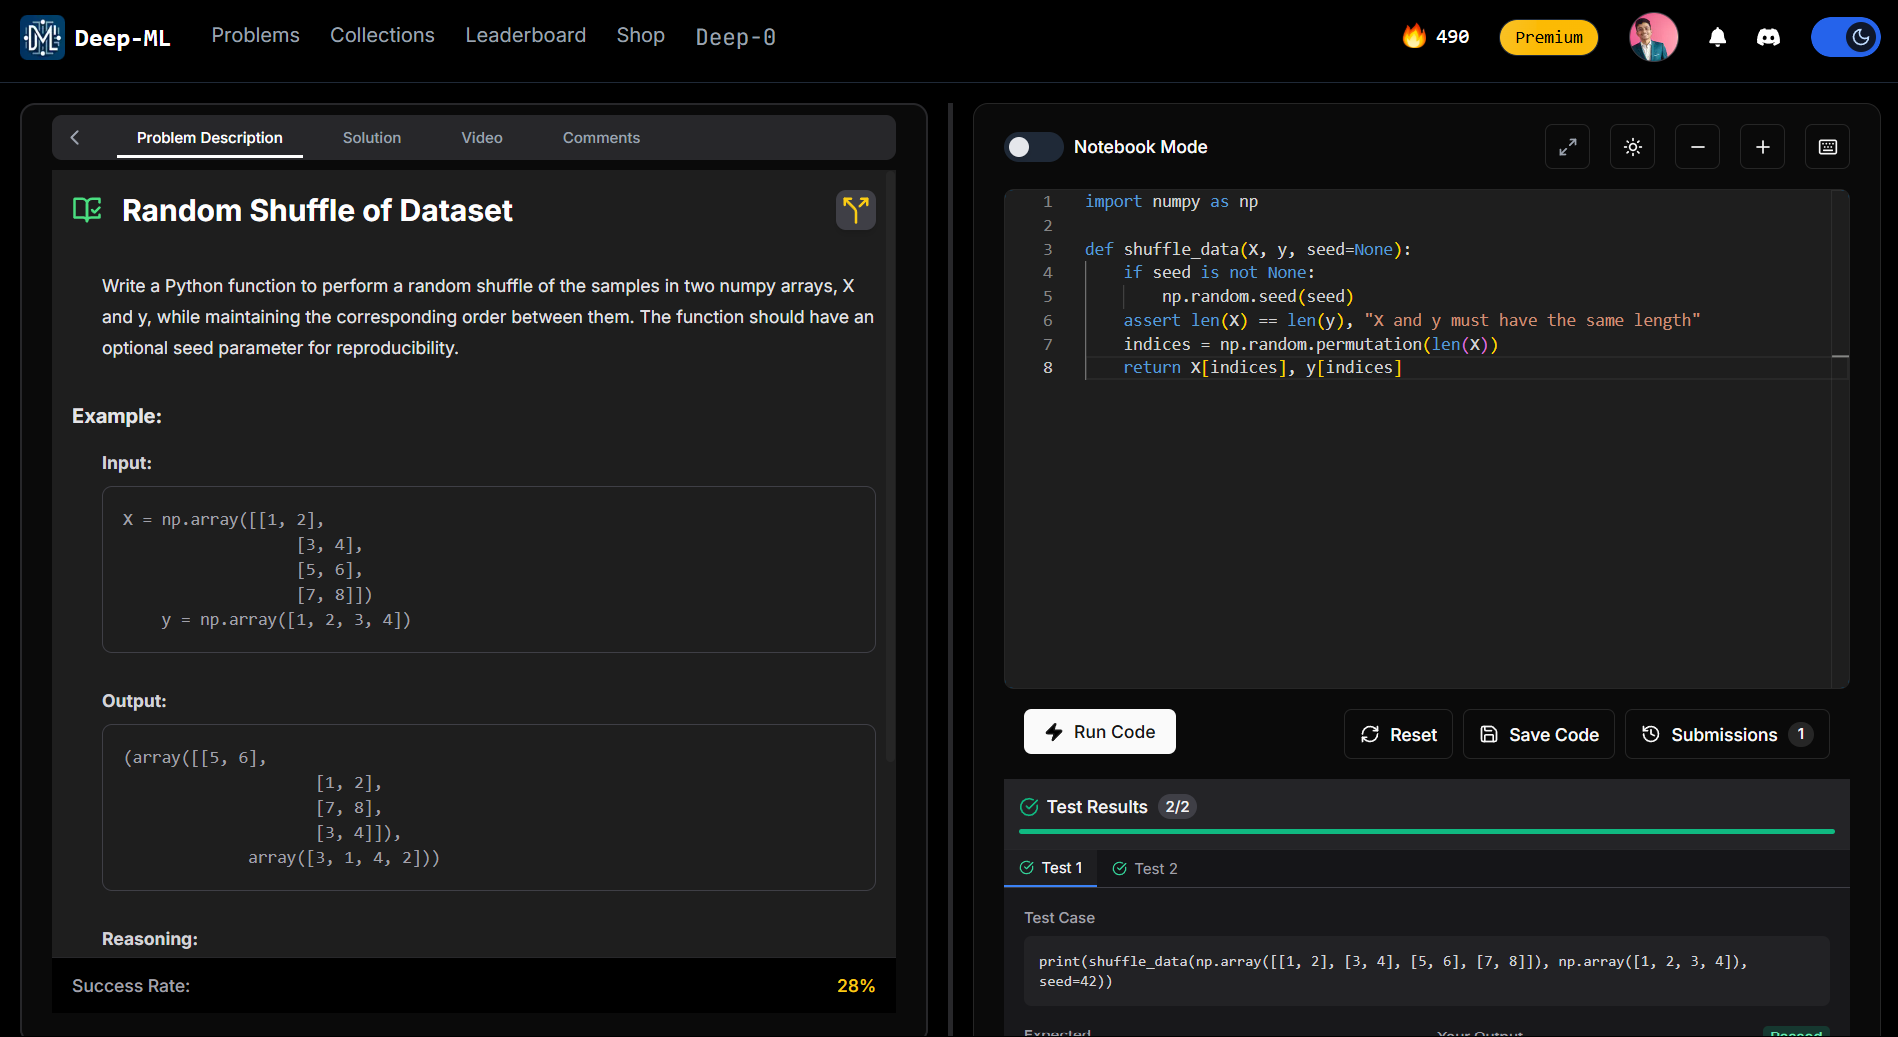 Deep-ML
Problems
Collections
Leaderboard
Shop
Deep-0
490
Premium
Problem Description
Solution
Video
Comments
Random Shuffle of Dataset
Write a Python function to perform a random shuffle of the samples in two numpy arrays, X
and y, while maintaining the corresponding order between them. The function should have an
optional seed parameter for reproducibility.
Example:
Input:
X = np.array([[1, 2],
[3, 4],
[5, 6],
[7, 8]])
y = np.array([1, 2, 3, 4])
Output:
(array([[5, 6],
[1, 2],
[7, 8],
[3, 4]]),
array([3, 1, 4, 2]))
Reasoning:
Success Rate:
28%
Notebook Mode
1 import numpy as np
2
3 def shuffle_data(X, y, seed=None):
4 if seed is not None:
5 np.random.seed(seed)
6 assert len(X) == len(y), "X and y must have the same length"
7 indices = np.random.permutation(len(X))
8 return X[indices], y[indices]
Run Code
Reset
Save Code
Submissions 1
Test Results 2/2
Test 1
Test 2
Test Case
print(shuffle_data(np.array([[1, 2], [3, 4], [5, 6], [7, 8]]), np.array([1, 2, 3, 4]),
seed=42))
Expected
Your Output
Passed